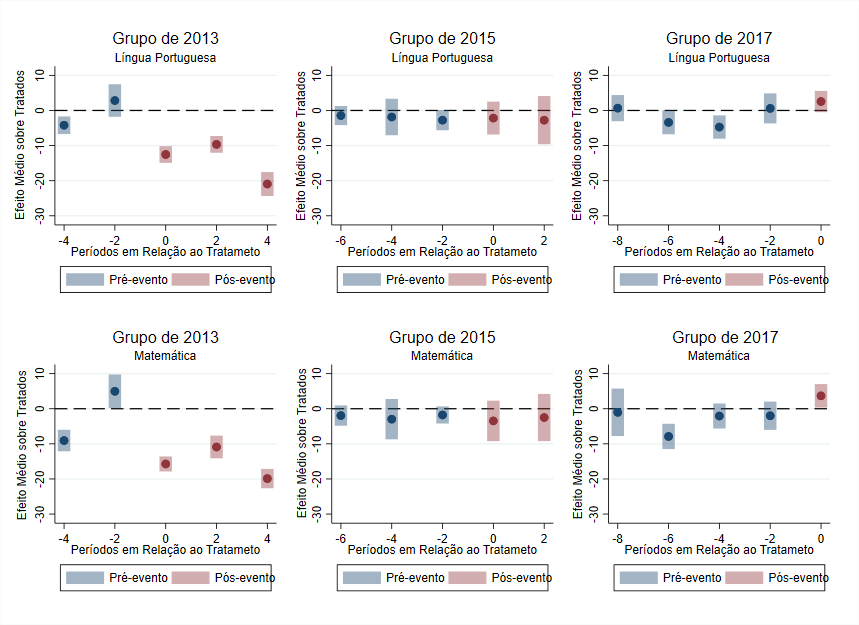 Grupo de 2013
Língua Portuguesa
Efeito Médio sobre Tratados
10
0
-10
-20
-30
-4 -2 0 2 4
Períodos em Relação ao Tratameto
Pré-evento Pós-evento
Grupo de 2015
Língua Portuguesa
Efeito Médio sobre Tratados
10
0
-10
-20
-30
-6 -4 -2 0 2
Períodos em Relação ao Tratameto
Pré-evento Pós-evento
Grupo de 2017
Língua Portuguesa
Efeito Médio sobre Tratados
10
0
-10
-20
-30
-8 -6 -4 -2 0
Períodos em Relação ao Tratameto
Pré-evento Pós-evento
Grupo de 2013
Matemática
Efeito Médio sobre Tratados
10
0
-10
-20
-30
-4 -2 0 2 4
Períodos em Relação ao Tratameto
Pré-evento Pós-evento
Grupo de 2015
Matemática
Efeito Médio sobre Tratados
10
0
-10
-20
-30
-6 -4 -2 0 2
Períodos em Relação ao Tratameto
Pré-evento Pós-evento
Grupo de 2017
Matemática
Efeito Médio sobre Tratados
10
0
-10
-20
-30
-8 -6 -4 -2 0
Períodos em Relação ao Tratameto
Pré-evento Pós-evento